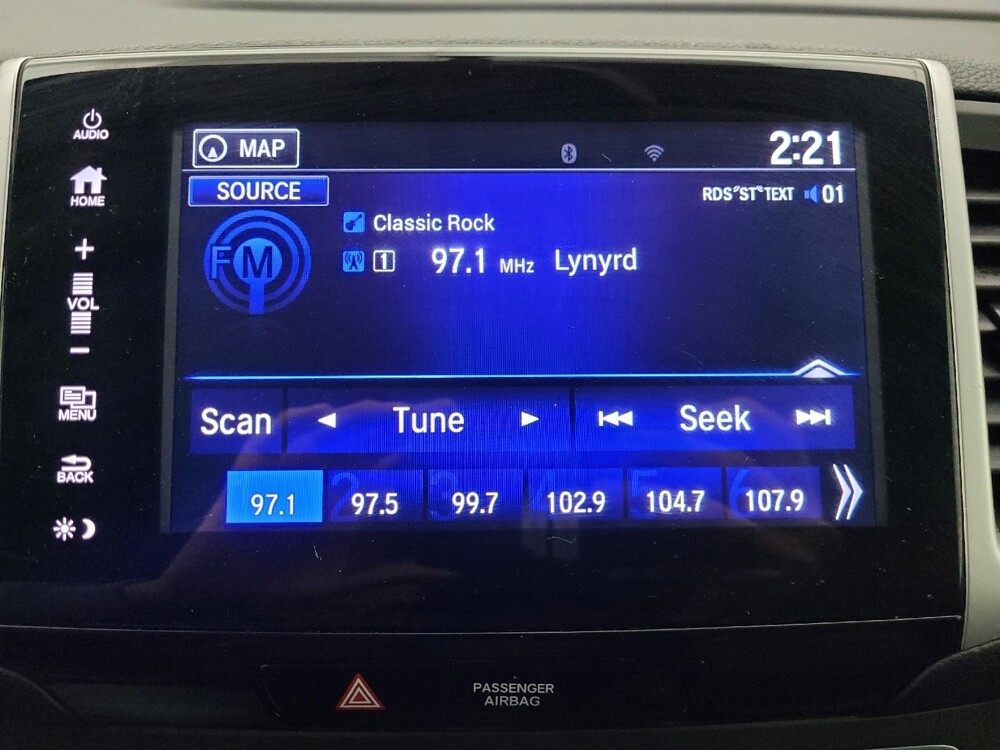 AUDIO
HOME
+
VOL
−
MENU
BACK
MAP
2:21
SOURCE
RDS ST TEXT 01
FM
Classic Rock
1 97.1 MHz Lynyrd
Scan Tune Seek
97.1
2 97.5
3 99.7
4 102.9
5 104.7
6 107.9
PASSENGER
AIRBAG